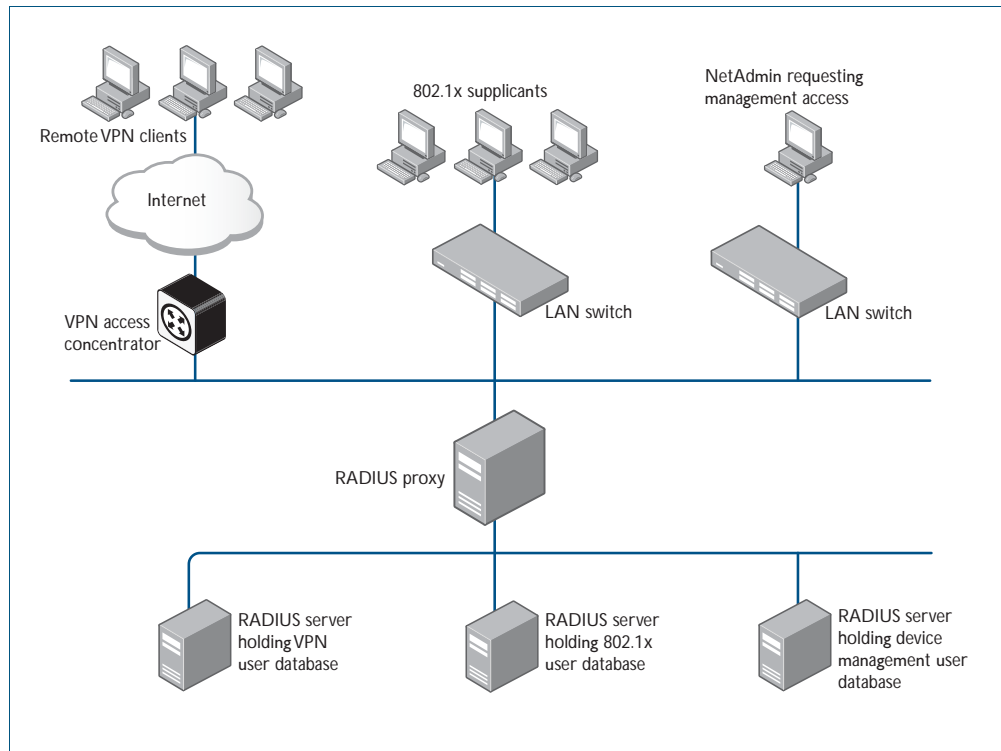 Remote VPN clients
802.1x supplicants
NetAdmin requesting
management access
Internet
VPN access
concentrator
LAN switch
LAN switch
RADIUS proxy
RADIUS server
holding VPN
user database
RADIUS server
holding 802.1x
user database
RADIUS server
holding device
management user
database